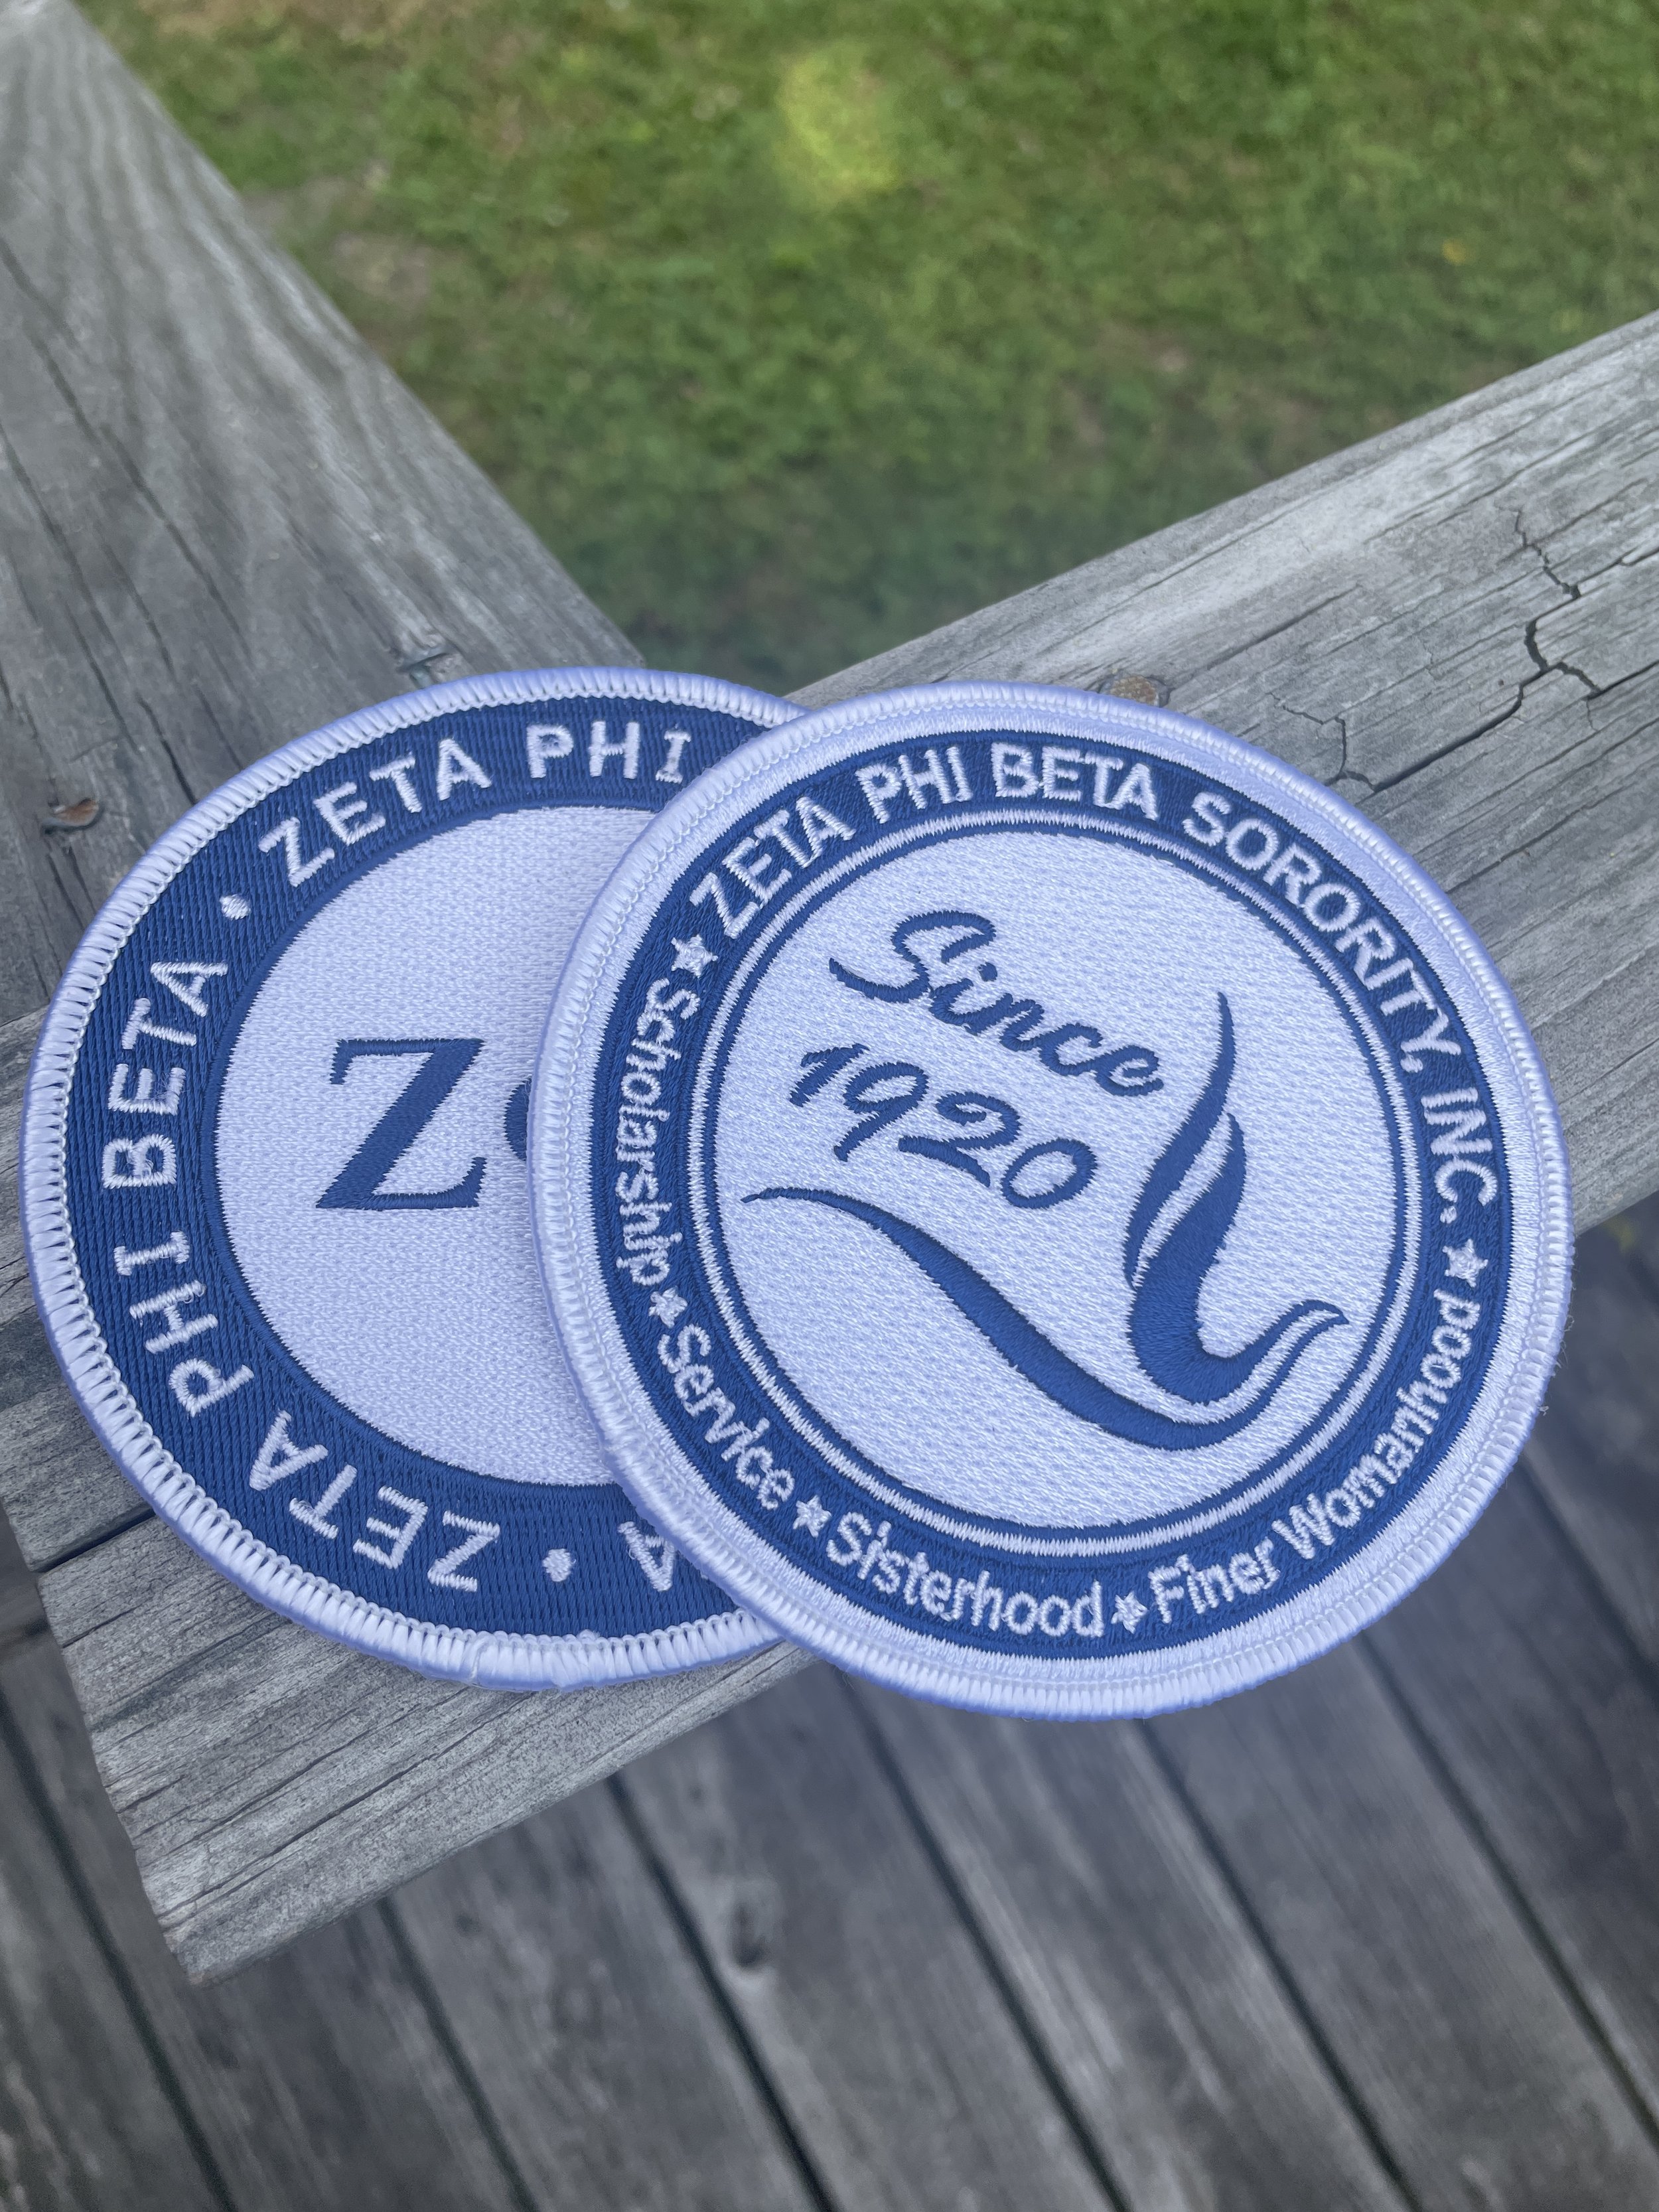 ZETA PHI BETA • ZETA PHI
Z
ZETA PHI BETA SORORITY, INC.
Since
1920
Scholarship ★ Service ★ Sisterhood ★ Finer Womanhood